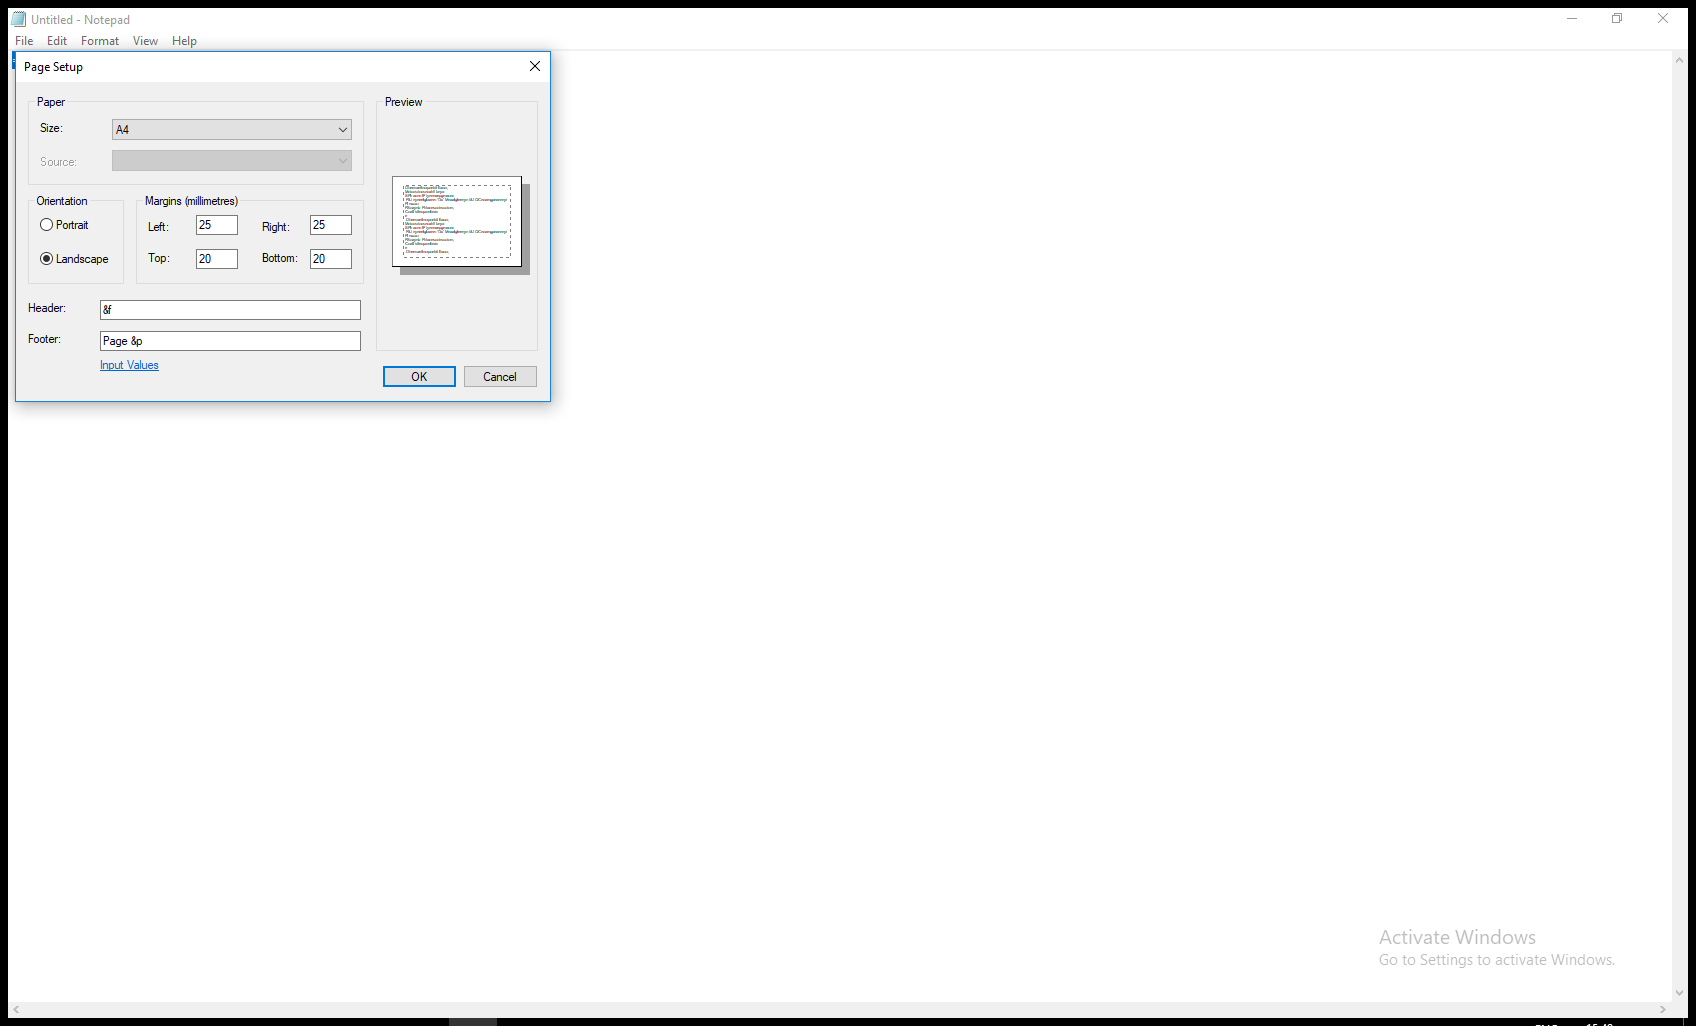 Untitled - Notepad
File Edit Format View Help
Page Setup
Paper
Size: A4
Source:
Orientation
Portrait
Landscape
Margins (millimetres)
Left: 25 Right: 25
Top: 20 Bottom: 20
Header: &f
Footer: Page &p
Input Values
Preview
OK Cancel
Activate Windows
Go to Settings to activate Windows.